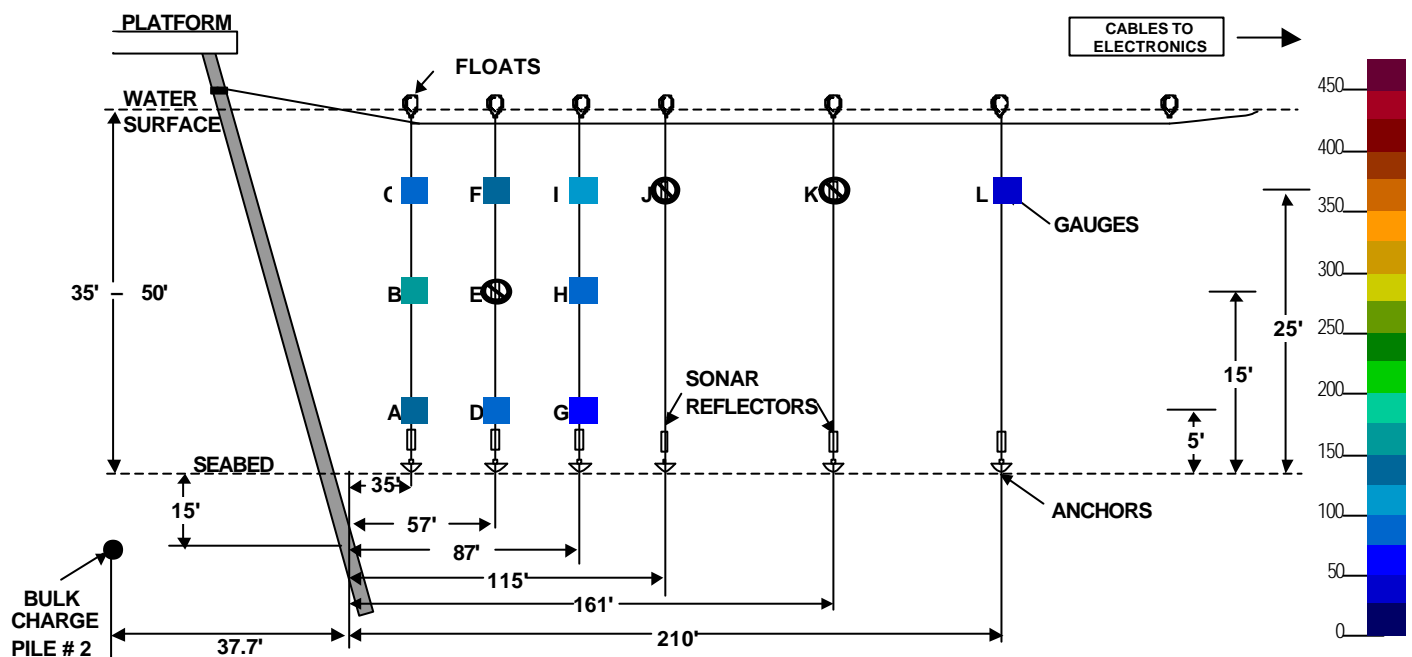 PLATFORM
CABLES TO
ELECTRONICS
FLOATS
WATER
SURFACE
450
400
350
300
250
200
150
100
50
0
C
F
I
J
K
L
GAUGES
35' - 50'
B
E
H
25'
15'
SONAR
REFLECTORS
A
D
G
5'
SEABED
35'
15'
ANCHORS
57'
87'
115'
161'
210'
BULK
CHARGE
PILE # 2
37.7'